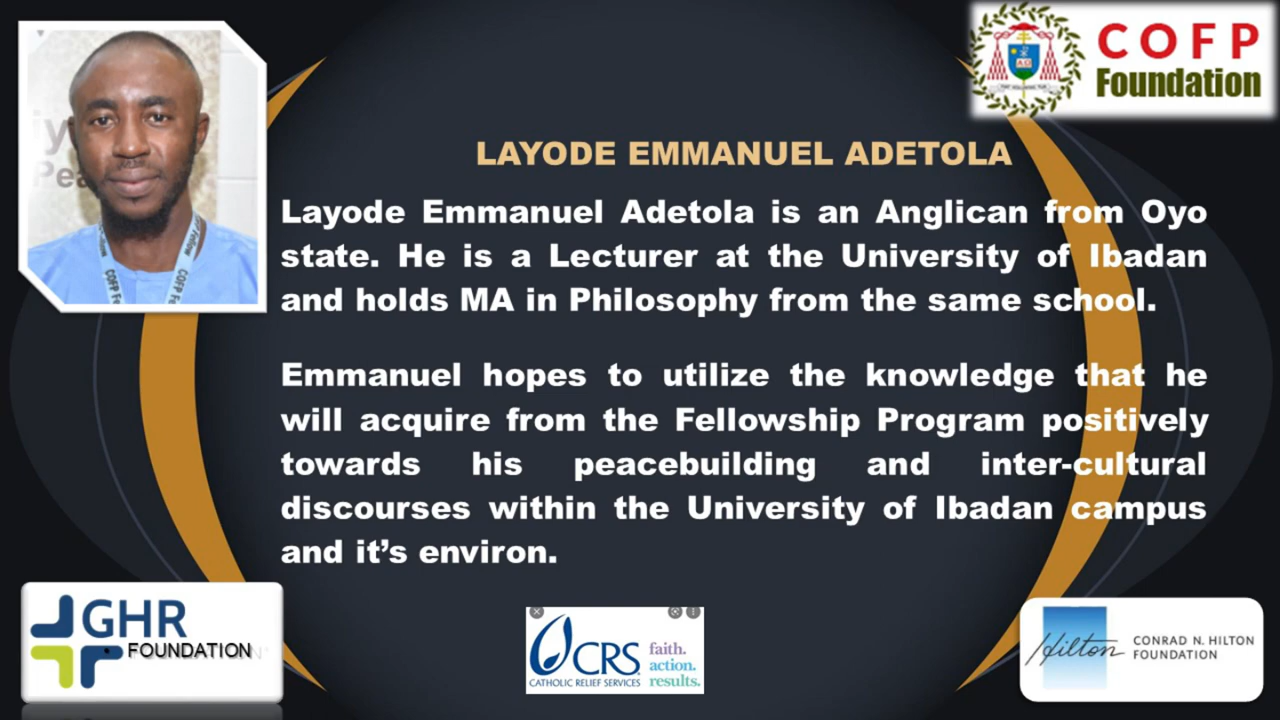 COFP
Foundation
LAYODE EMMANUEL ADETOLA
Layode Emmanuel Adetola is an Anglican from Oyo
state. He is a Lecturer at the University of Ibadan
and holds MA in Philosophy from the same school.
Emmanuel hopes to utilize the knowledge that he
will acquire from the Fellowship Program positively
towards his peacebuilding and inter-cultural
discourses within the University of Ibadan campus
and it's environ.
GHR
FOUNDATION
CRS
faith.
action.
results.
CATHOLIC RELIEF SERVICES
Hilton
CONRAD N. HILTON
FOUNDATION